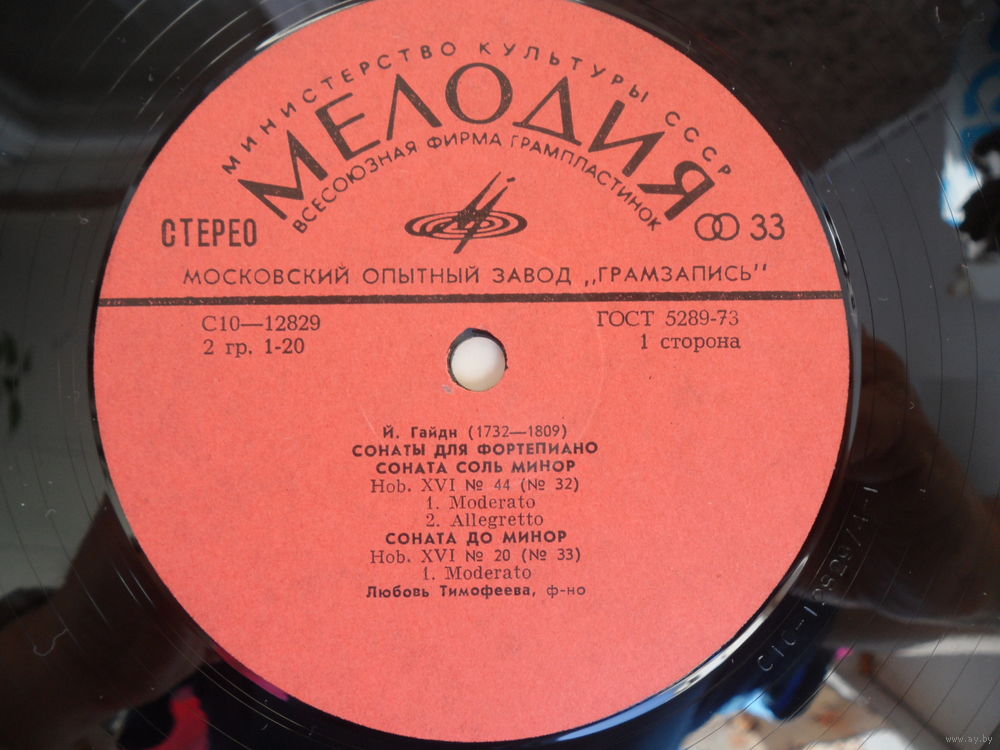 МИНИСТЕРСТВО КУЛЬТУРЫ СССР
МЕЛОДИЯ
ВСЕСОЮЗНАЯ ФИРМА ГРАМПЛАСТИНОК
СТЕРЕО
33
МОСКОВСКИЙ ОПЫТНЫЙ ЗАВОД „ГРАМЗАПИСЬ"
С10—12829
ГОСТ 5289-73
2 гр. 1-20
1 сторона
Й. Гайдн (1732—1809)
СОНАТЫ ДЛЯ ФОРТЕПИАНО
СОНАТА СОЛЬ МИНОР
Hob. XVI № 44 (№ 32)
1. Moderato
2. Allegretto
СОНАТА ДО МИНОР
Hob. XVI № 20 (№ 33)
1. Moderato
Любовь Тимофеева, ф-но
www.ay.by